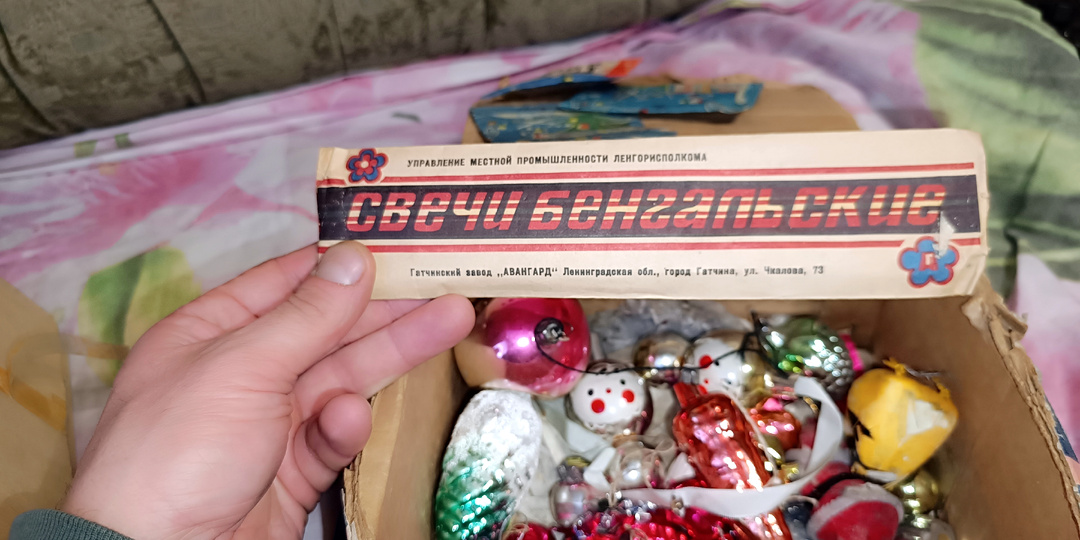 УПРАВЛЕНИЕ МЕСТНОЙ ПРОМЫШЛЕННОСТИ ЛЕНГОРИСПОЛКОМА
СВЕЧИ БЕНГАЛЬСКИЕ
Гатчинский завод „АВАНГАРД“ Ленинградская обл., город Гатчина, ул. Чкалова, 73